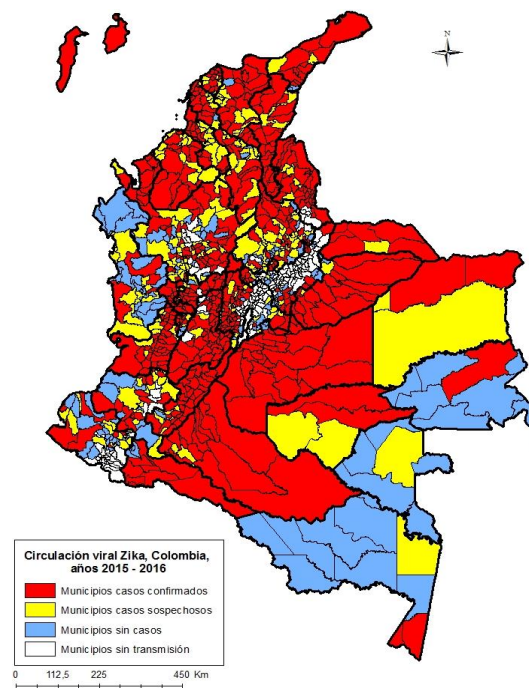 N
Circulación viral Zika, Colombia,
años 2015 - 2016
Municipios casos confirmados
Municipios casos sospechosos
Municipios sin casos
Municipios sin transmisión
0 112,5 225 450 Km